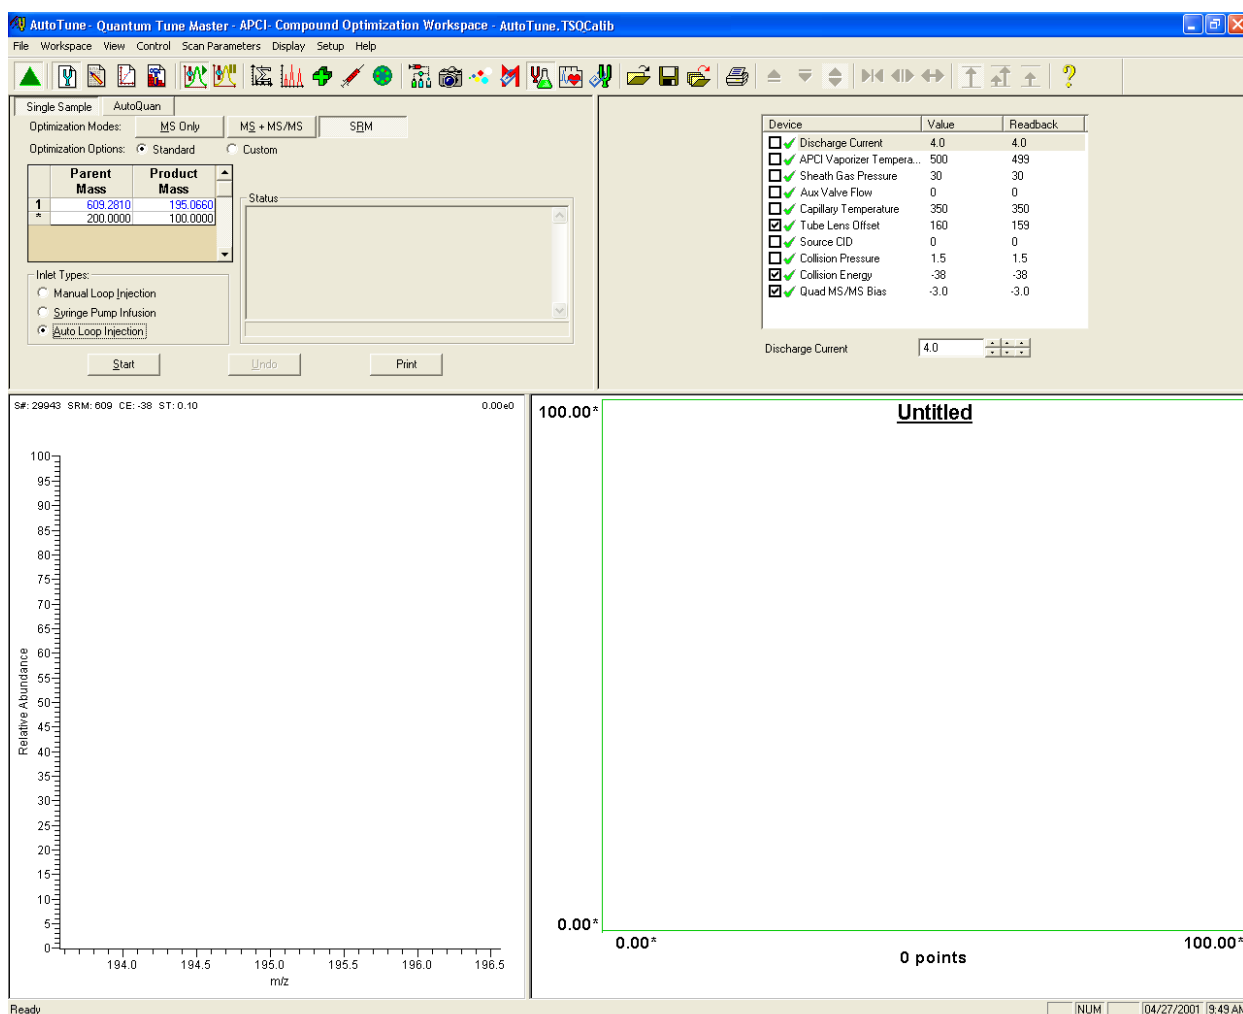 AutoTune - Quantum Tune Master - APCI - Compound Optimization Workspace - AutoTune.TSQCalib
File Workspace View Control Scan Parameters Display Setup Help
Single Sample AutoQuan
Optimization Modes: MS Only MS + MS/MS SRM
Optimization Options: Standard Custom
Parent Mass Product Mass
1 609.2810 195.0660
* 200.0000 100.0000
Status
Inlet Types:
Manual Loop Injection
Syringe Pump Infusion
Auto Loop Injection
Start Undo Print
Device Value Readback
Discharge Current 4.0 4.0
APCI Vaporizer Tempera... 500 499
Sheath Gas Pressure 30 30
Aux Valve Flow 0 0
Capillary Temperature 350 350
Tube Lens Offset 160 159
Source CID 0 0
Collision Pressure 1.5 1.5
Collision Energy -38 -38
Quad MS/MS Bias -3.0 -3.0
Discharge Current 4.0
S#: 29943 SRM: 609 CE: -38 ST: 0.10 0.00e0
100
95
90
85
80
75
70
65
60
55
50
45
40
35
30
25
20
15
10
5
0
Relative Abundance
194.0 194.5 195.0 195.5 196.0 196.5
m/z
Untitled
100.00*
0.00*
0.00* 100.00*
0 points
Ready NUM 04/27/2001 9:49 AM